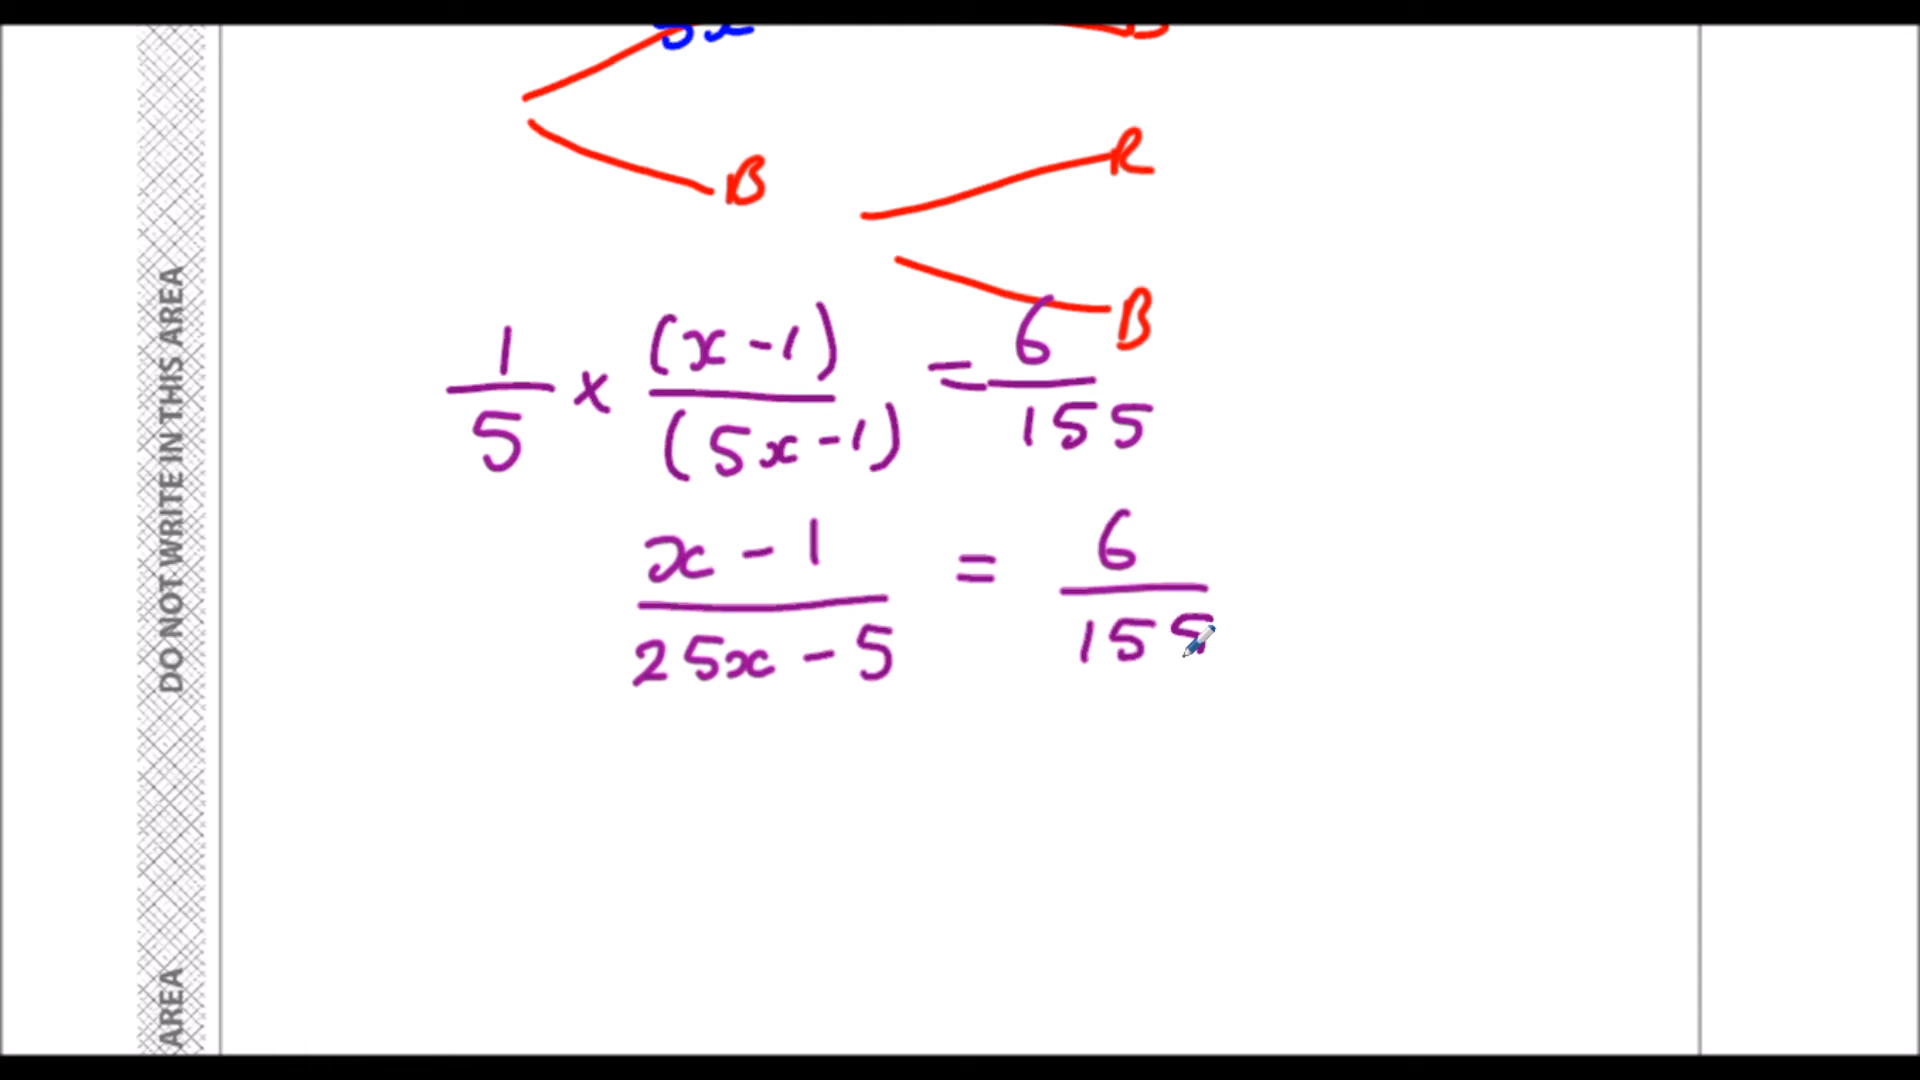 5x
B
R
B
B
1/5 × (x - 1)/(5x - 1) = 6/155
x - 1/25x - 5 = 6/155
DO NOT WRITE IN THIS AREA
AREA